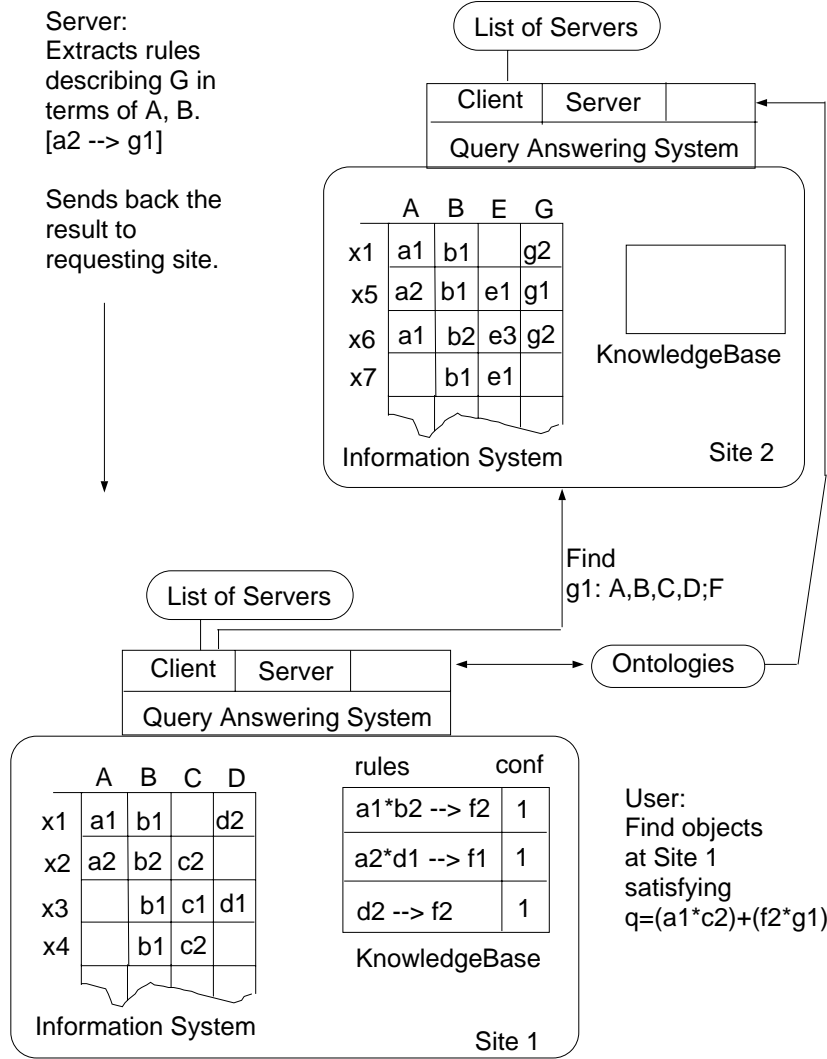 Server:
Extracts rules
describing G in
terms of A, B.
[a2 --> g1]
Sends back the
result to
requesting site.
List of Servers
Client Server
Query Answering System
A B E G
x1 a1 b1 g2
x5 a2 b1 e1 g1
x6 a1 b2 e3 g2
x7 b1 e1
KnowledgeBase
Information System
Site 2
Find
g1: A,B,C,D;F
List of Servers
Client Server
Query Answering System
Ontologies
A B C D
x1 a1 b1 d2
x2 a2 b2 c2
x3 b1 c1 d1
x4 b1 c2
Information System
rules conf
a1*b2 --> f2 1
a2*d1 --> f1 1
d2 --> f2 1
KnowledgeBase
Site 1
User:
Find objects
at Site 1
satisfying
q=(a1*c2)+(f2*g1)